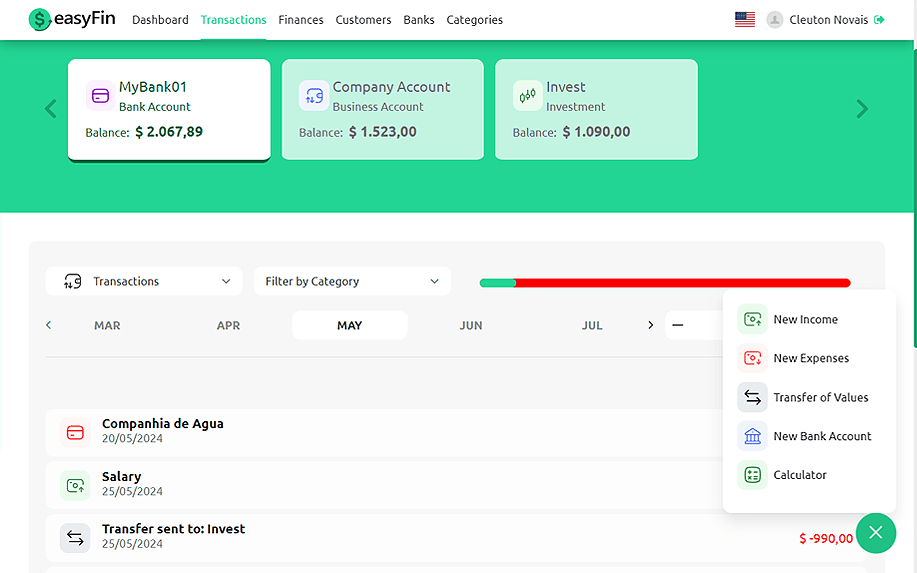 easyFin Dashboard Transactions Finances Customers Banks Categories Cleuton Novais
MyBank01
Bank Account
Balance: $ 2.067,89
Company Account
Business Account
Balance: $ 1.523,00
Invest
Investment
Balance: $ 1.090,00
Transactions Filter by Category
MAR APR MAY JUN JUL
Companhia de Agua
20/05/2024
Salary
25/05/2024
Transfer sent to: Invest
25/05/2024
$ -990,00
New Income
New Expenses
Transfer of Values
New Bank Account
Calculator